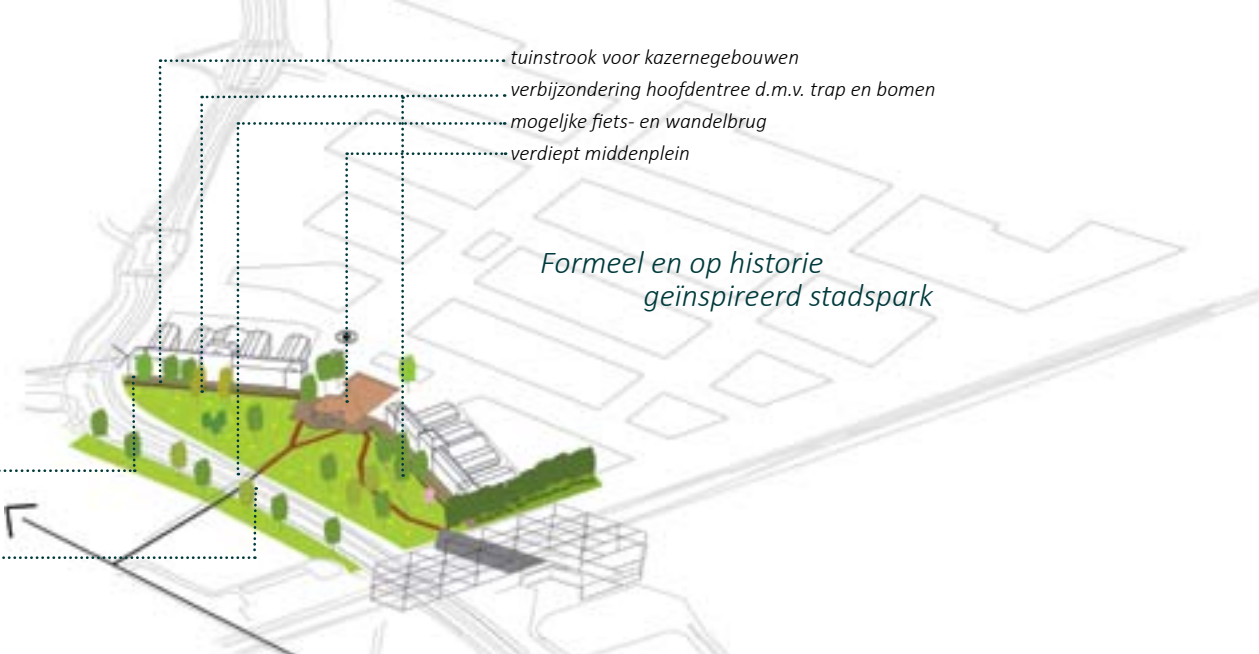 tuinstrook voor kazernegebouwen
verbijzondering hoofdentree d.m.v. trap en bomen
mogeljke fiets- en wandelbrug
verdiept middenplein
Formeel en op historie
geïnspireerd stadspark